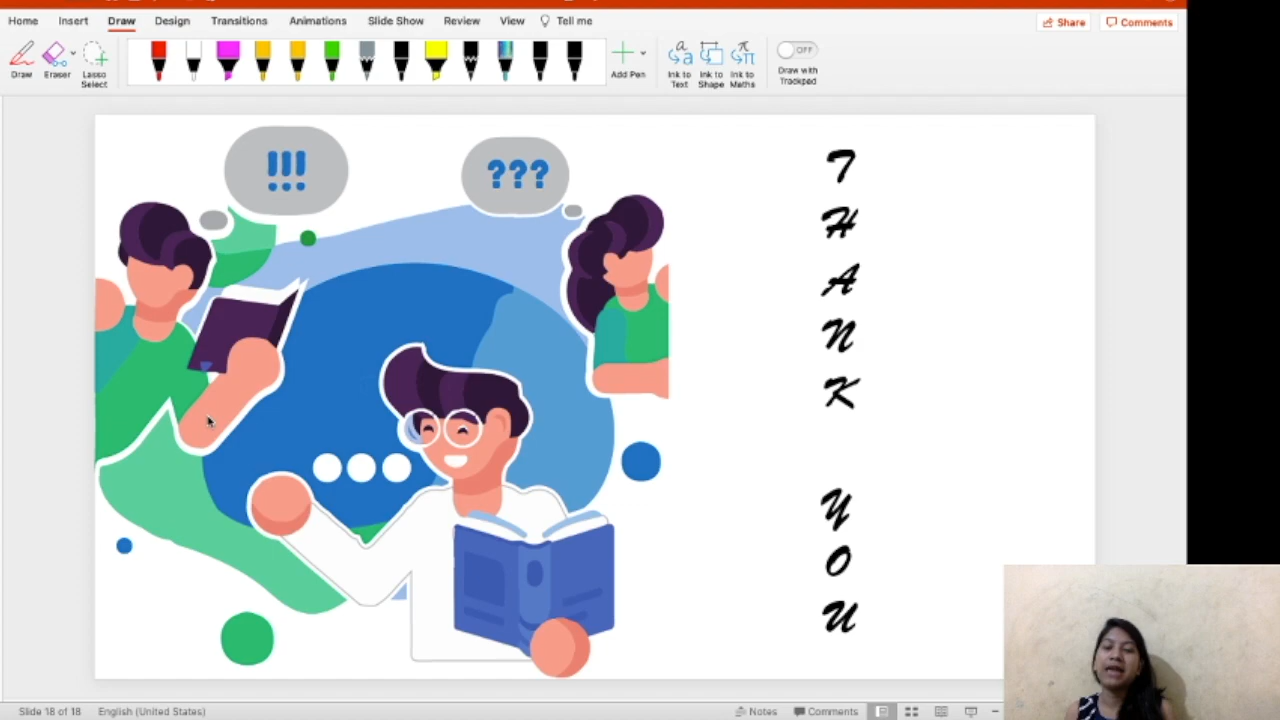 Home Insert Draw Design Transitions Animations Slide Show Review View Tell me Share Comments
Draw Eraser Lasso Select Add Pen Ink to Text Ink to Shape Ink to Maths OFF Draw with Trackpad
!!!
???
T
H
A
N
K
Y
O
U
Slide 18 of 18 English (United States) Notes Comments